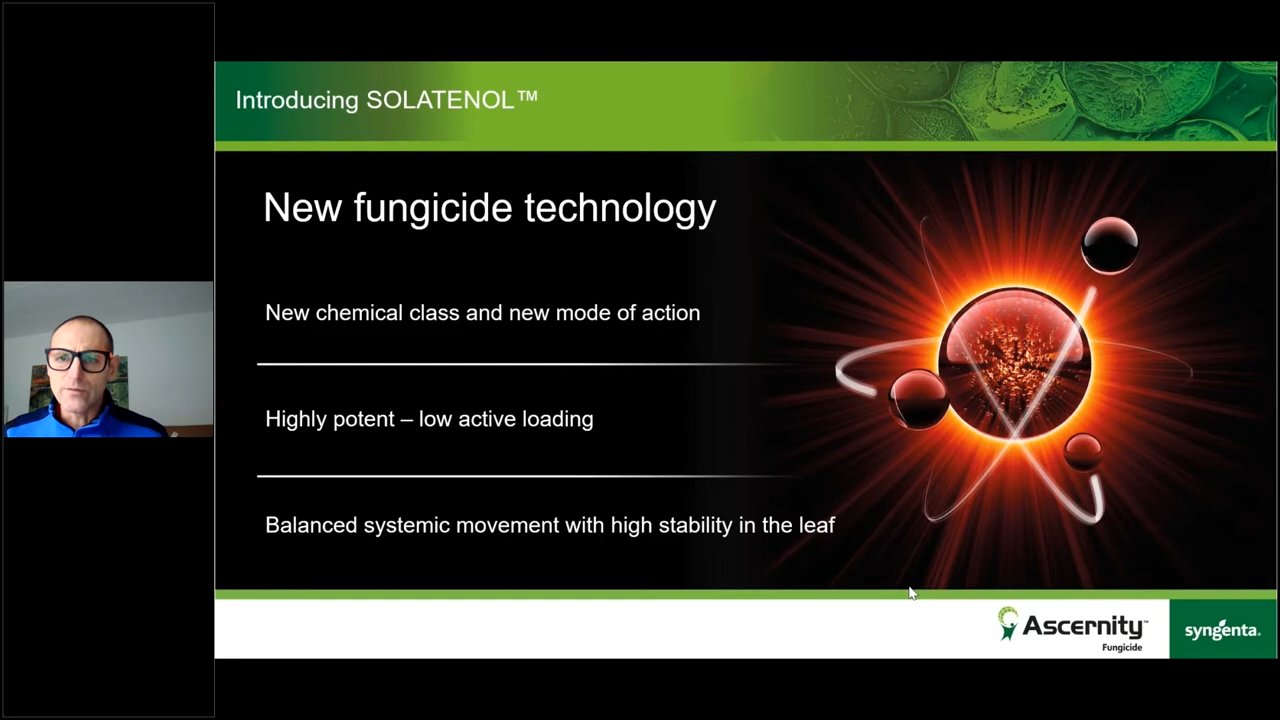 Introducing SOLATENOL™
New fungicide technology
New chemical class and new mode of action
Highly potent – low active loading
Balanced systemic movement with high stability in the leaf
Ascernity™
Fungicide
syngenta.